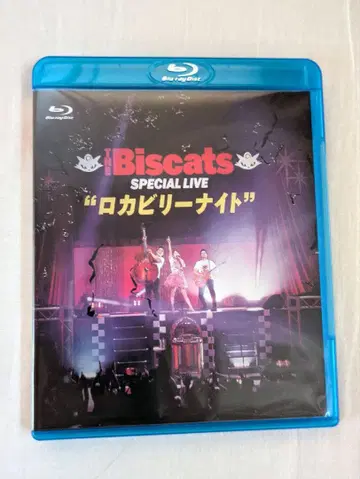 Blu-ray Disc
Blu-ray Disc
THE Biscats
SPECIAL LIVE
“ロカビリーナイト”